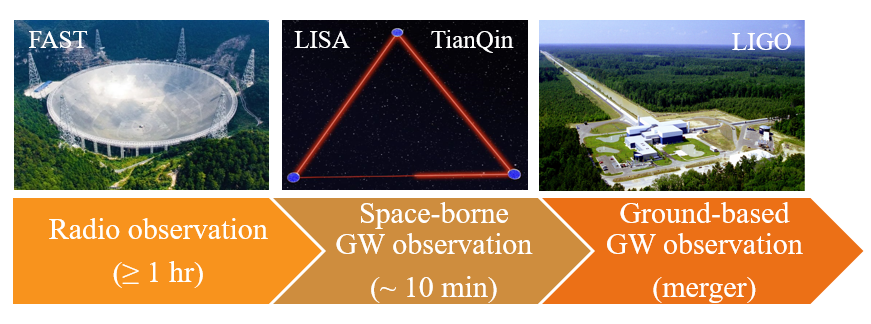 FAST
LISA
TianQin
LIGO
Radio observation
(≥ 1 hr)
Space-borne
GW observation
(~ 10 min)
Ground-based
GW observation
(merger)